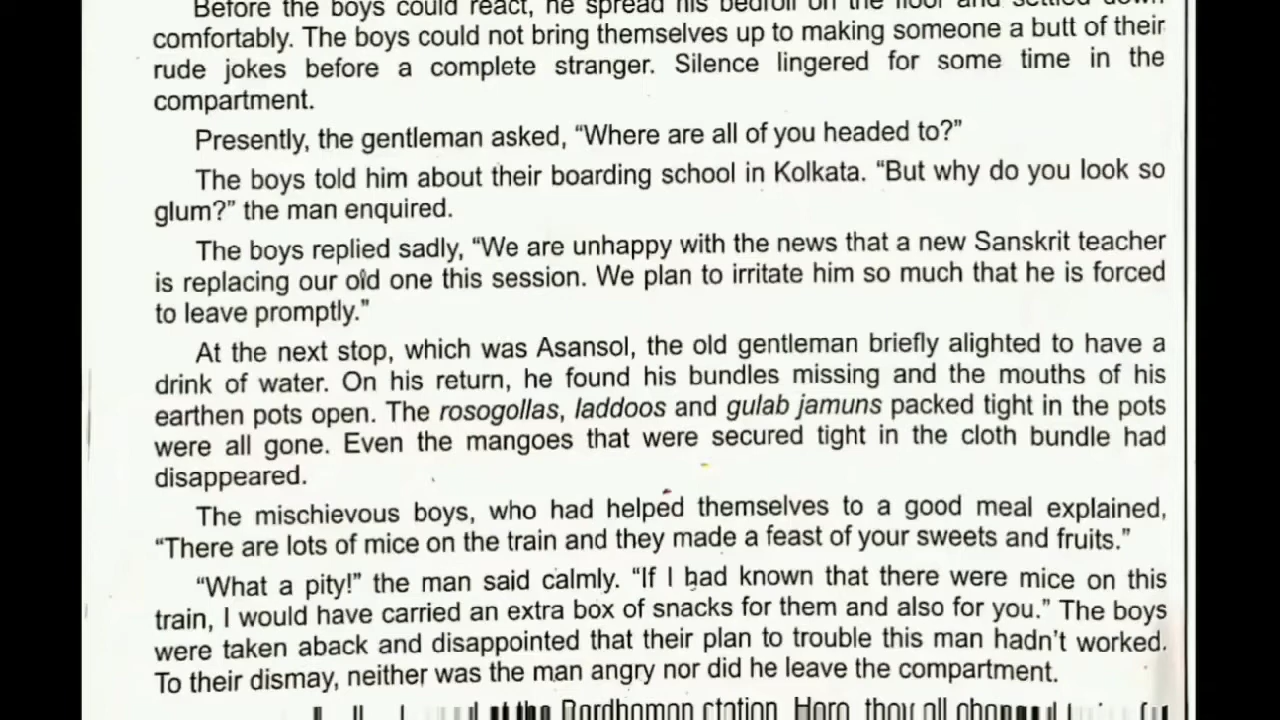 Before the boys could react, he spread his bedroll on the floor and settled down
comfortably. The boys could not bring themselves up to making someone a butt of their
rude jokes before a complete stranger. Silence lingered for some time in the
compartment.
Presently, the gentleman asked, “Where are all of you headed to?”
The boys told him about their boarding school in Kolkata. “But why do you look so
glum?” the man enquired.
The boys replied sadly, “We are unhappy with the news that a new Sanskrit teacher
is replacing our old one this session. We plan to irritate him so much that he is forced
to leave promptly.”
At the next stop, which was Asansol, the old gentleman briefly alighted to have a
drink of water. On his return, he found his bundles missing and the mouths of his
earthen pots open. The rosogollas, laddoos and gulab jamuns packed tight in the pots
were all gone. Even the mangoes that were secured tight in the cloth bundle had
disappeared.
The mischievous boys, who had helped themselves to a good meal explained,
“There are lots of mice on the train and they made a feast of your sweets and fruits.”
“What a pity!” the man said calmly. “If I had known that there were mice on this
train, I would have carried an extra box of snacks for them and also for you.” The boys
were taken aback and disappointed that their plan to trouble this man hadn’t worked.
To their dismay, neither was the man angry nor did he leave the compartment.
at the Bardhaman station. Here, they all